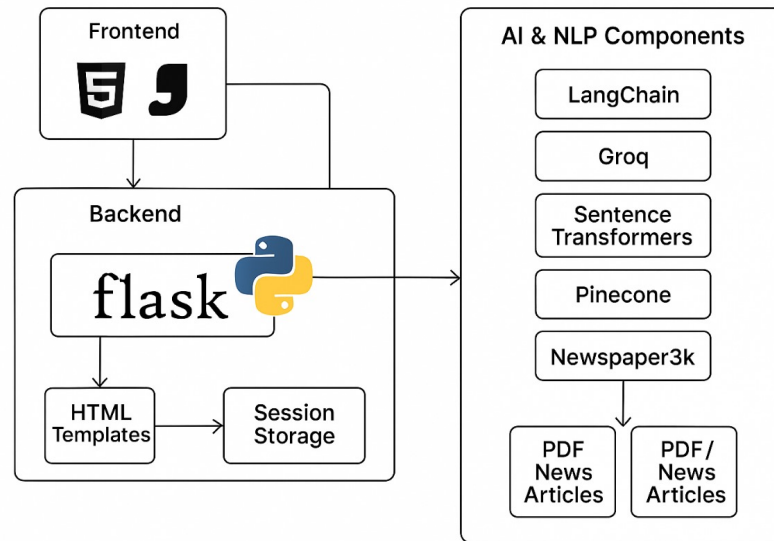 Frontend
5
Backend
flask
HTML
Templates
Session
Storage
AI & NLP Components
LangChain
Groq
Sentence
Transformers
Pinecone
Newspaper3k
PDF
News
Articles
PDF/
News
Articles